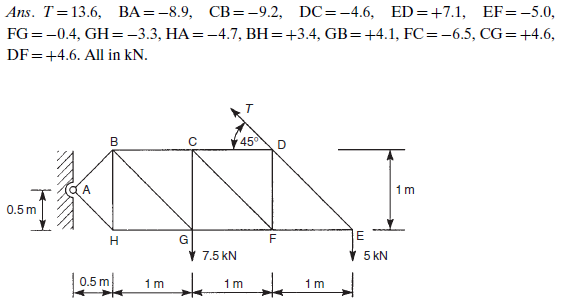 Ans. T = 13.6, BA = −8.9, CB = −9.2, DC = −4.6, ED = +7.1, EF = −5.0,
FG = −0.4, GH = −3.3, HA = −4.7, BH = +3.4, GB = +4.1, FC = −6.5, CG = +4.6,
DF = +4.6. All in kN.
T
B C 45° D
A 1 m
0.5 m
H G F E
7.5 kN 5 kN
0.5 m 1 m 1 m 1 m